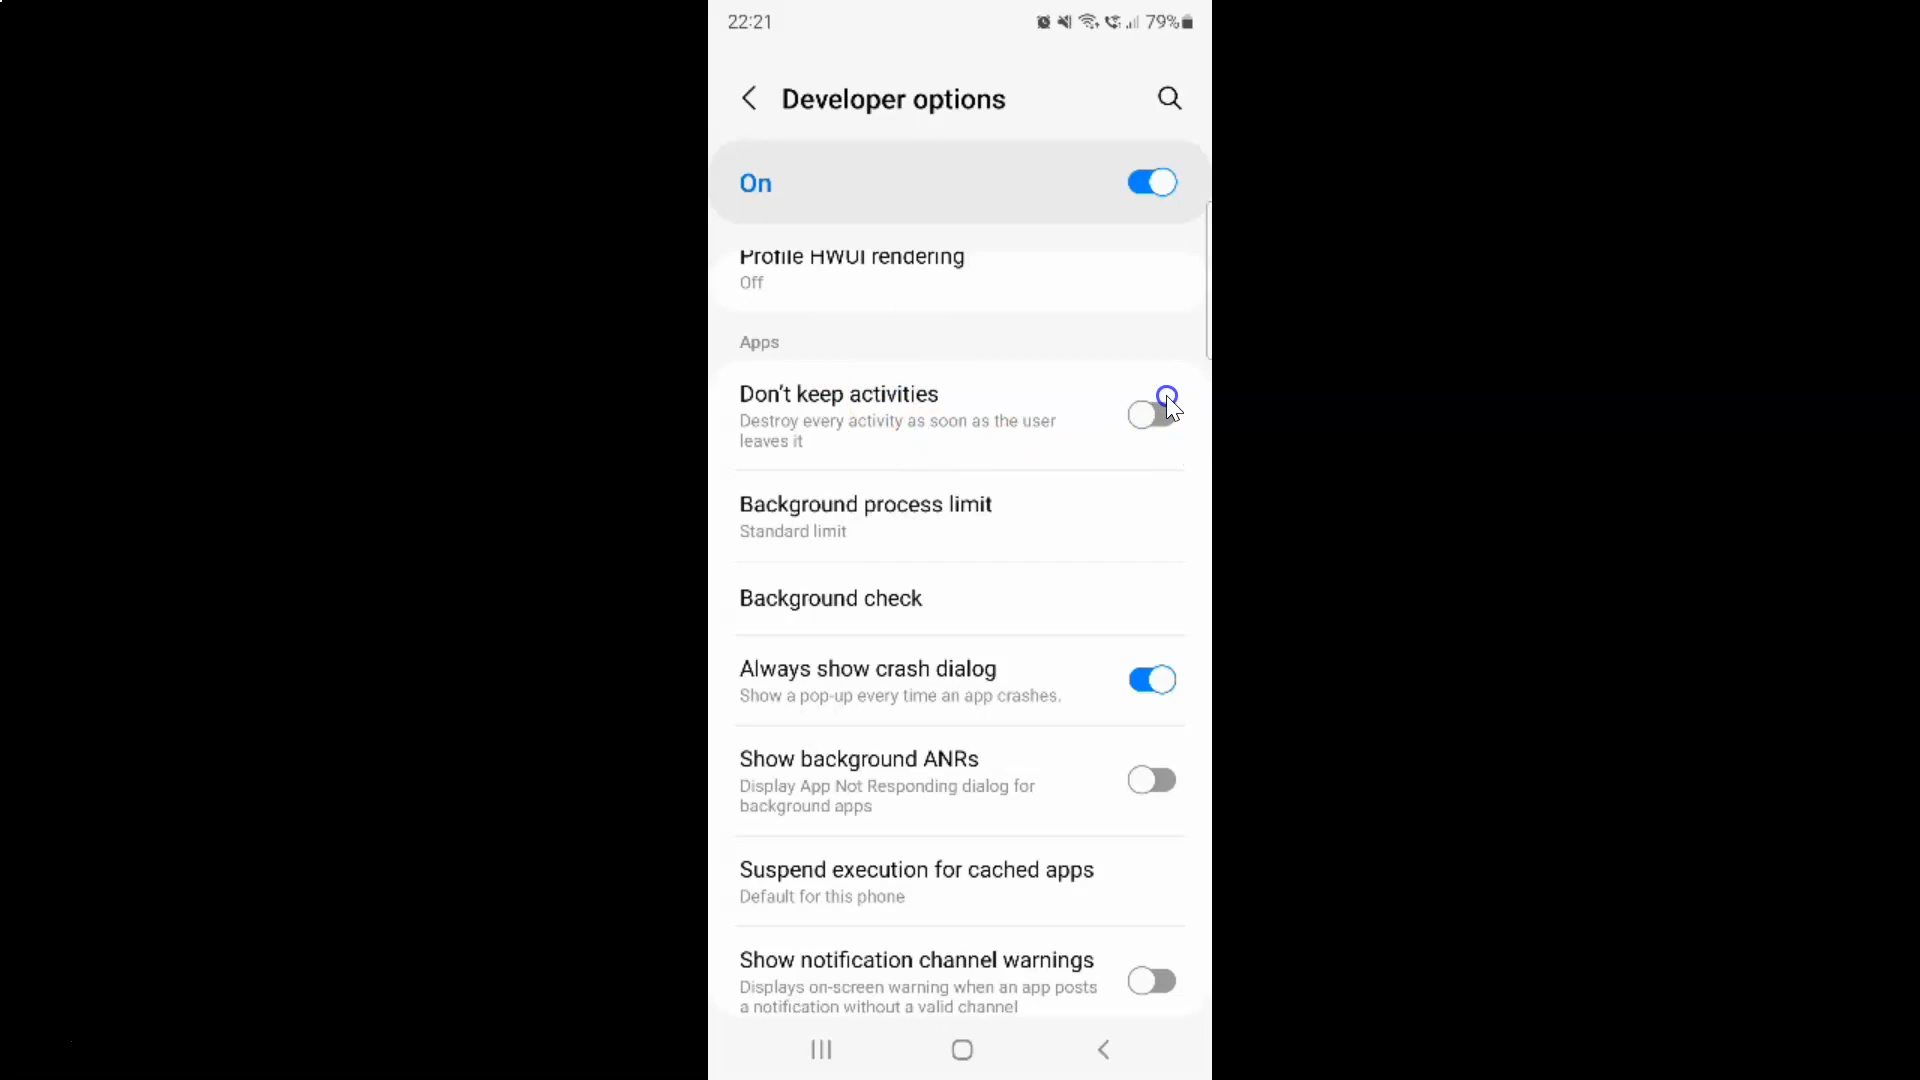 22:21
79%
Developer options
On
Profile HWUI rendering
Off
Apps
Don't keep activities
Destroy every activity as soon as the user
leaves it
Background process limit
Standard limit
Background check
Always show crash dialog
Show a pop-up every time an app crashes.
Show background ANRs
Display App Not Responding dialog for
background apps
Suspend execution for cached apps
Default for this phone
Show notification channel warnings
Displays on-screen warning when an app posts
a notification without a valid channel